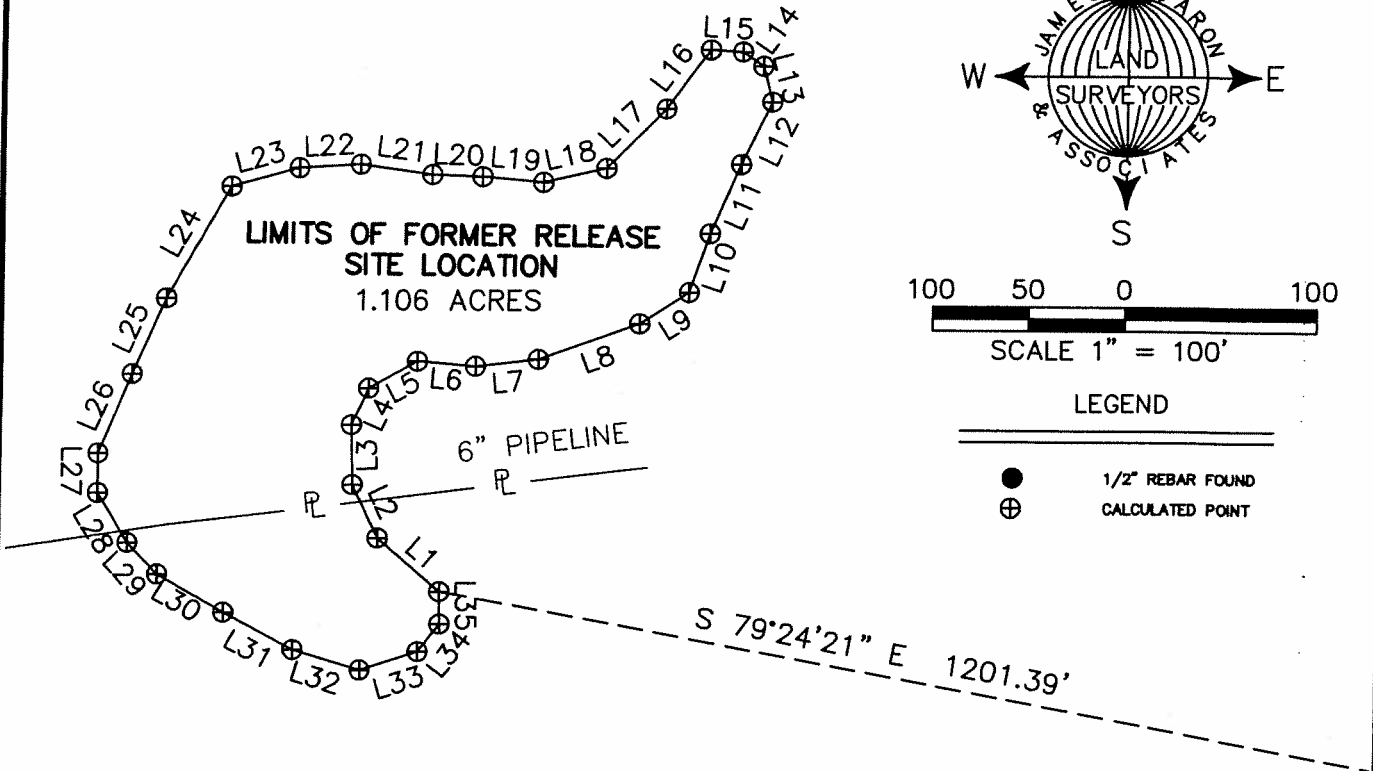 L1
L2
L3
L4
L5
L6
L7
L8
L9
L10
L11
L12
L13
L14
L15
L16
L17
L18
L19
L20
L21
L22
L23
L24
L25
L26
L27
L28
L29
L30
L31
L32
L33
L34
L35
LIMITS OF FORMER RELEASE
SITE LOCATION
1.106 ACRES
6" PIPELINE
PL
PL
S 79°24'21" E 1201.39'
LAND
SURVEYORS
& ASSOCIATES
W
E
S
100 50 0 100
SCALE 1" = 100'
LEGEND
1/2" REBAR FOUND
CALCULATED POINT